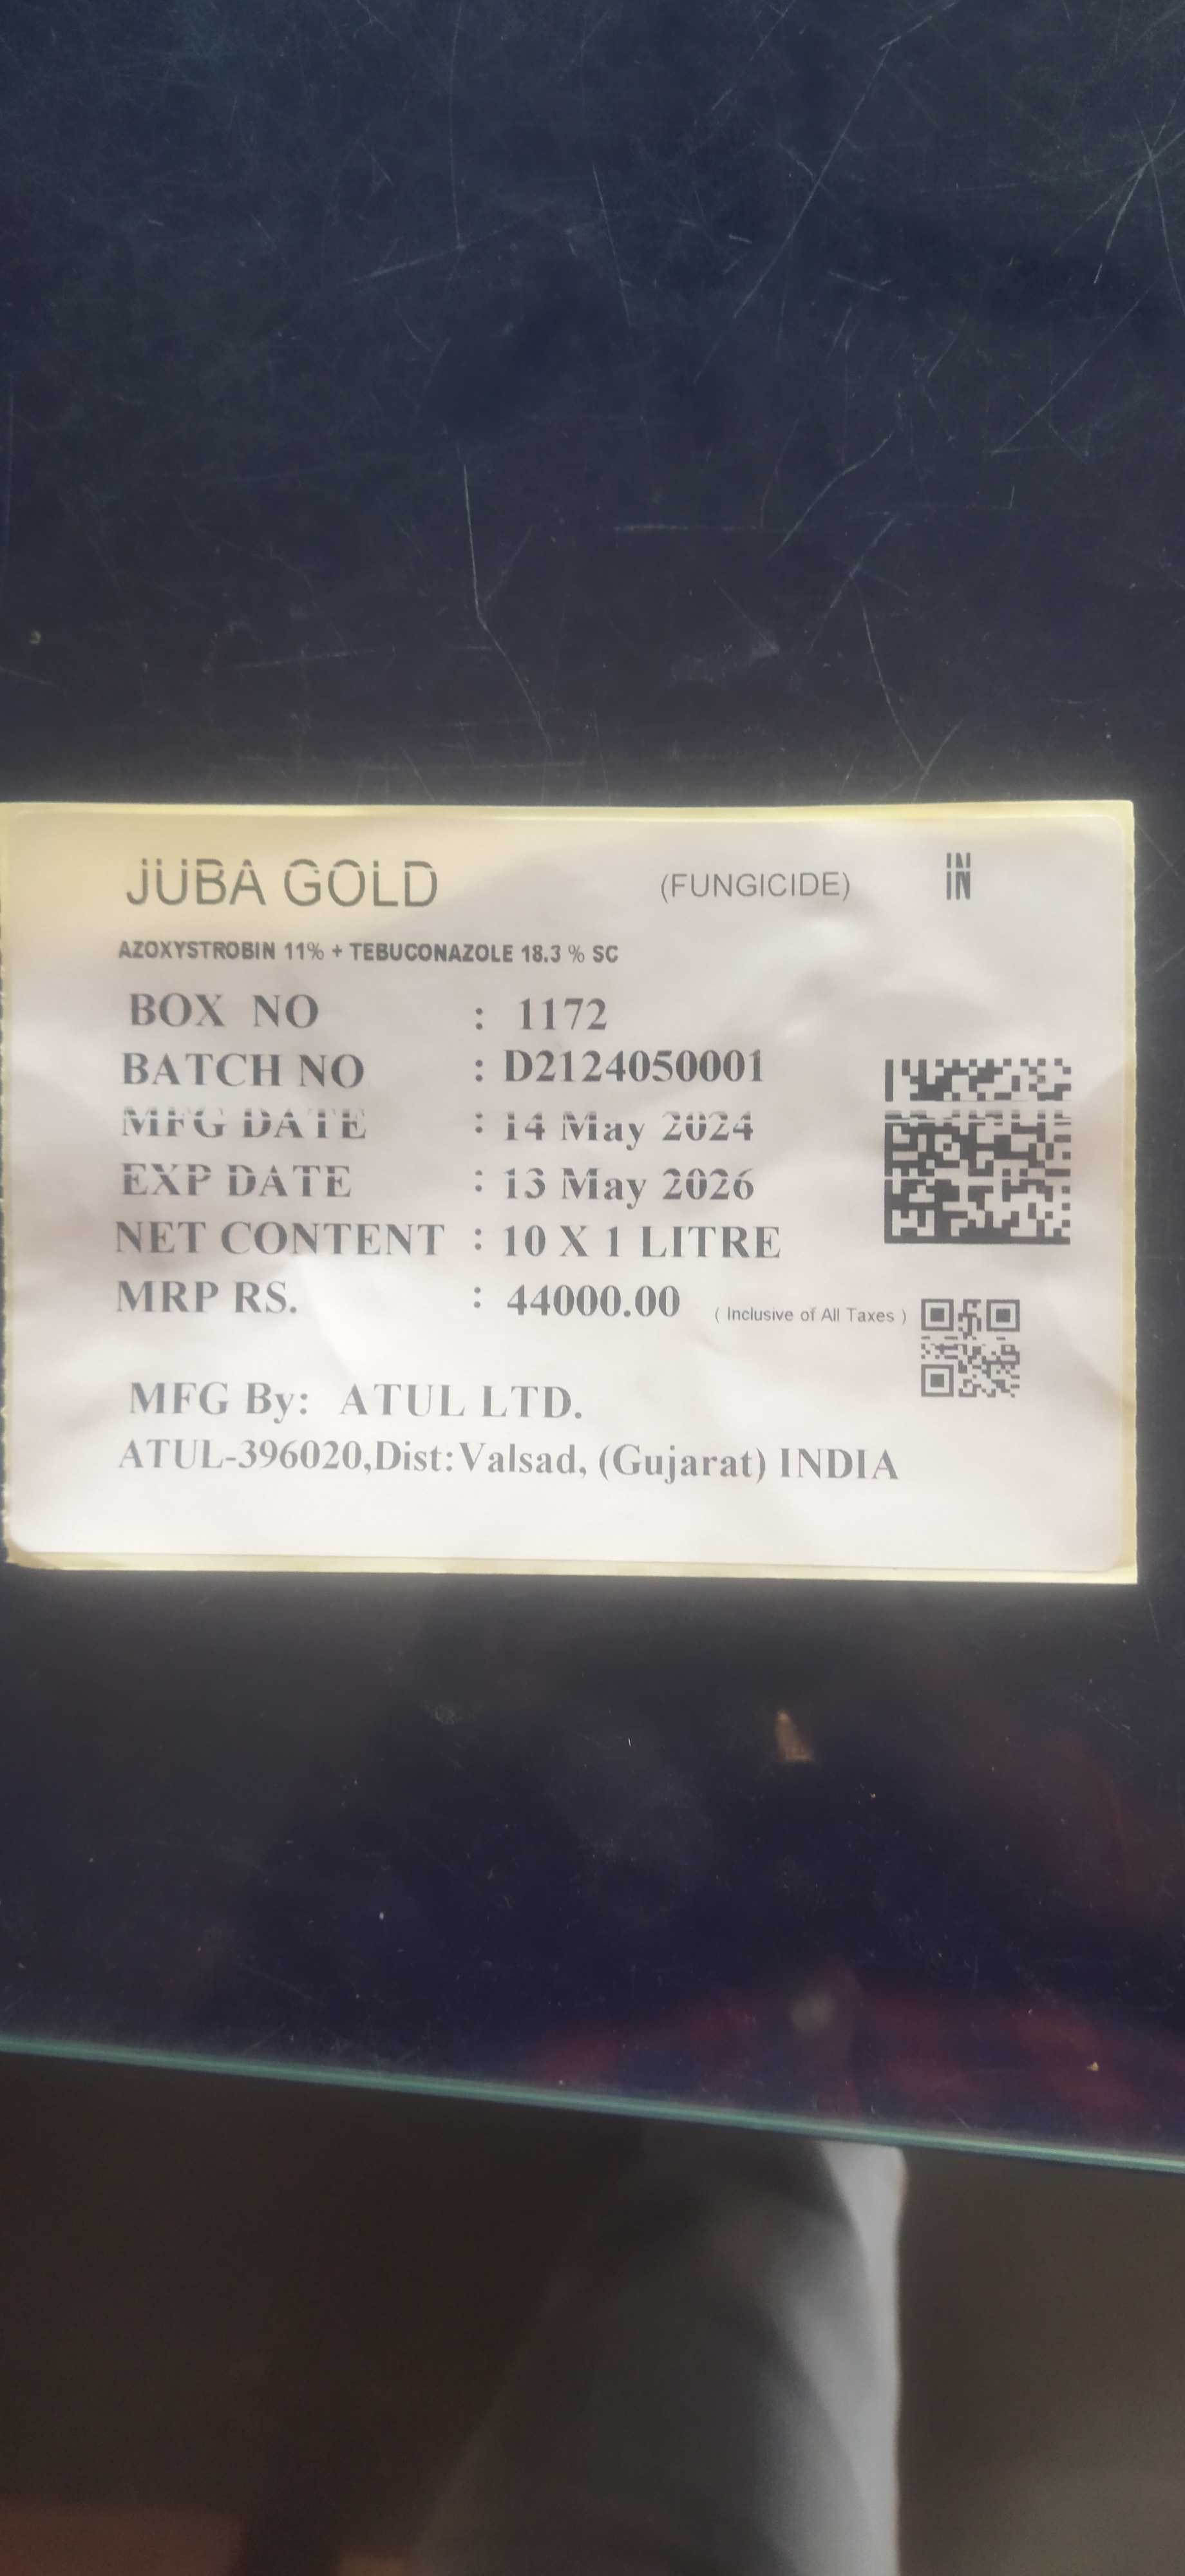 JUBA GOLD (FUNGICIDE) IN
AZOXYSTROBIN 11% + TEBUCONAZOLE 18.3 % SC
BOX NO : 1172
BATCH NO : D2124050001
MFG DATE : 14 May 2024
EXP DATE : 13 May 2026
NET CONTENT : 10 X 1 LITRE
MRP RS. : 44000.00 ( Inclusive of All Taxes )
MFG By: ATUL LTD.
ATUL-396020,Dist:Valsad, (Gujarat) INDIA